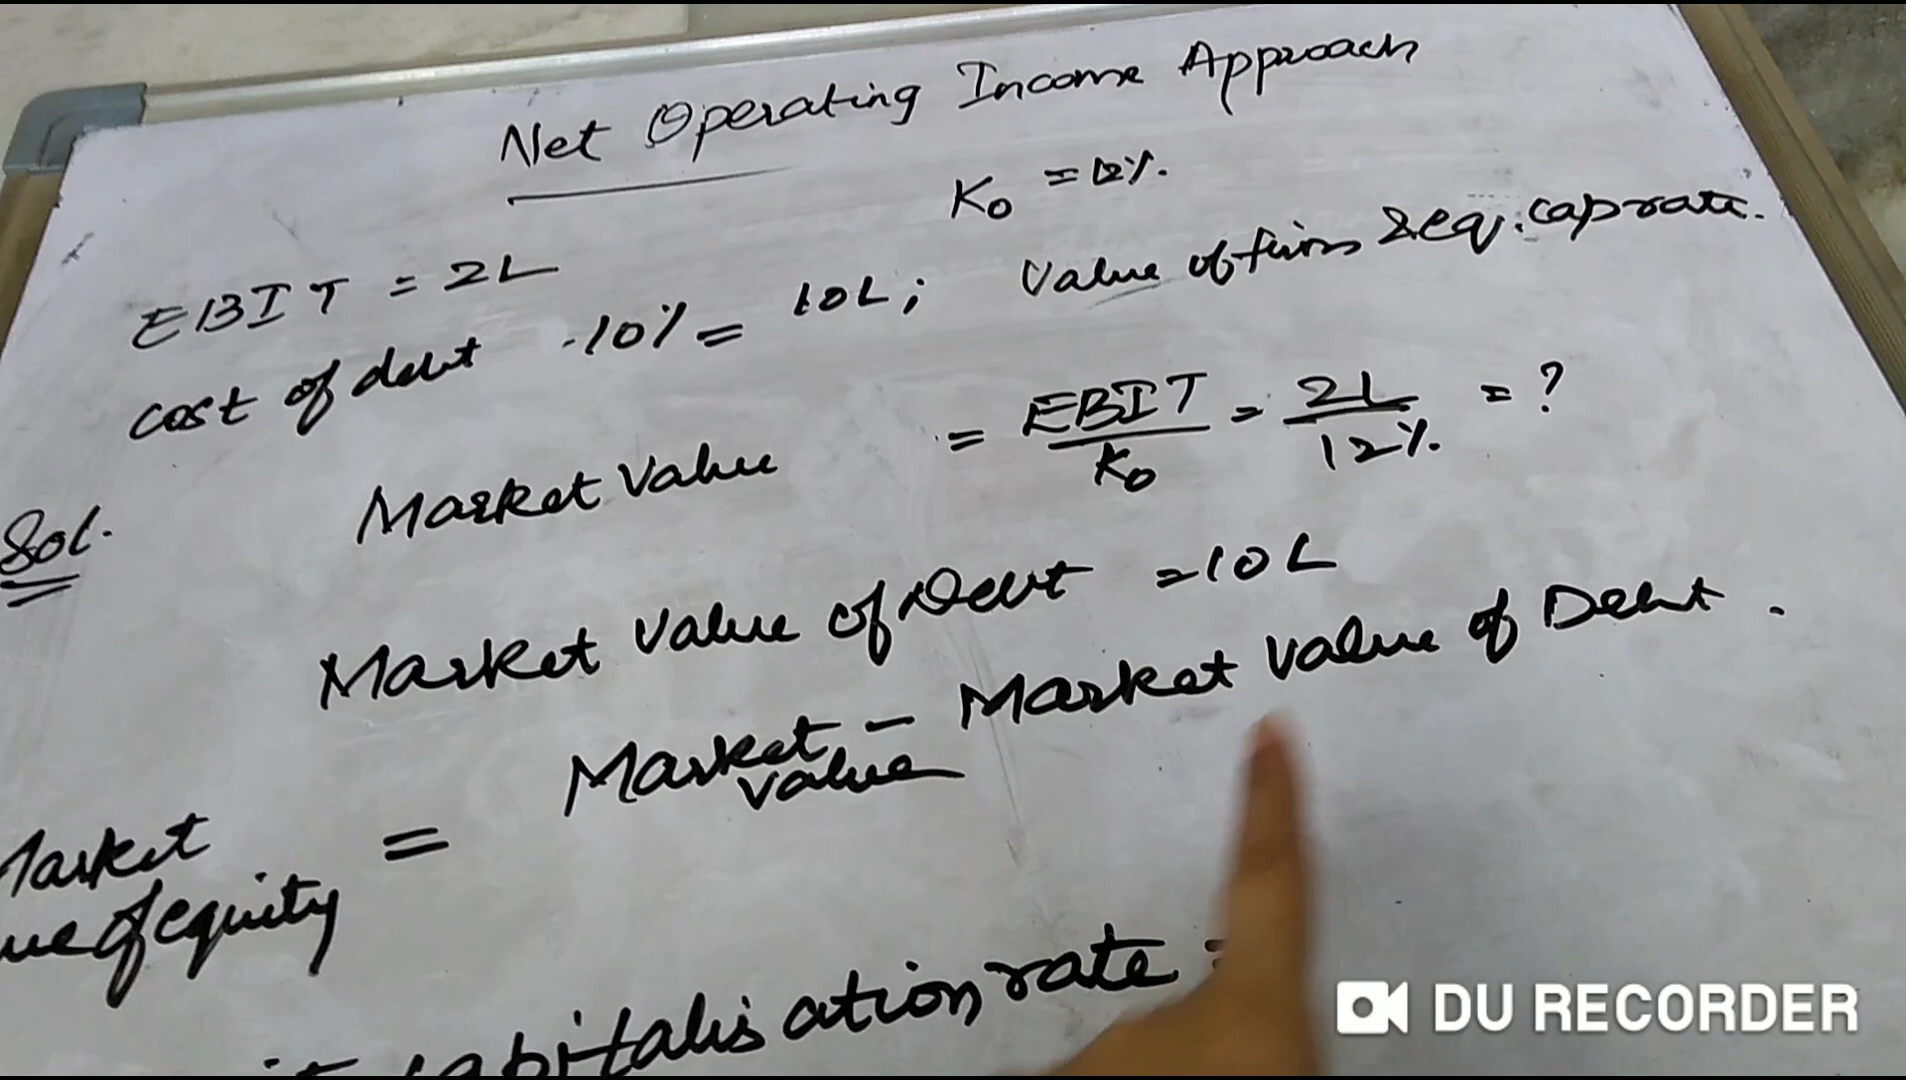 Net Operating Income Approach
K0 = 12%.
EBIT = 2L
cost of debt 10% = 10L; Value of firm & eq. cap rate.
Sol. Market Value = EBIT/K0 = 2L/12% = ?
Market Value of Debt = 10L
Market = Market value - Market Value of Debt.
of equity
capitalisation rate =
DU RECORDER